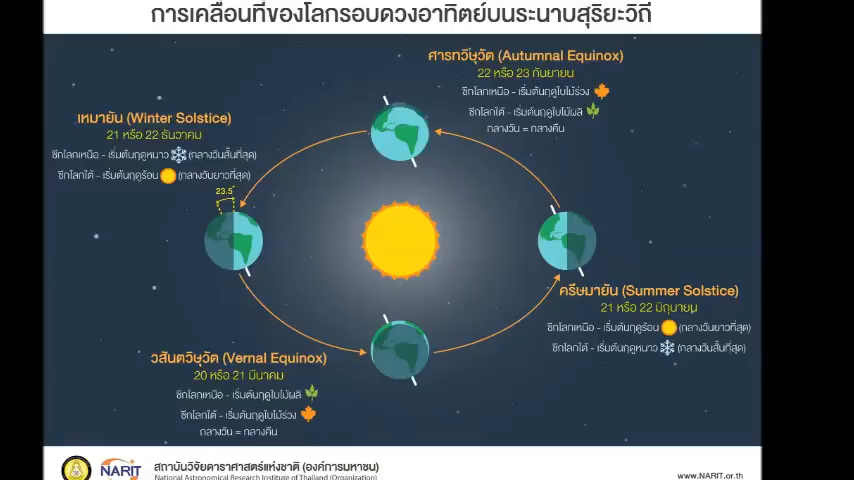 การเคลื่อนที่ของโลกรอบดวงอาทิตย์บนระนาบสุริยะวิถี
ศารทวิษุวัต (Autumnal Equinox)
22 หรือ 23 กันยายน
ซีกโลกเหนือ - เริ่มต้นฤดูใบไม้ร่วง
ซีกโลกใต้ - เริ่มต้นฤดูใบไม้ผลิ
กลางวัน = กลางคืน
เหมายัน (Winter Solstice)
21 หรือ 22 ธันวาคม
ซีกโลกเหนือ - เริ่มต้นฤดูหนาว (กลางวันสั้นที่สุด)
ซีกโลกใต้ - เริ่มต้นฤดูร้อน (กลางวันยาวที่สุด)
23.5°
ครีษมายัน (Summer Solstice)
21 หรือ 22 มิถุนายน
ซีกโลกเหนือ - เริ่มต้นฤดูร้อน (กลางวันยาวที่สุด)
ซีกโลกใต้ - เริ่มต้นฤดูหนาว (กลางวันสั้นที่สุด)
วสันตวิษุวัต (Vernal Equinox)
20 หรือ 21 มีนาคม
ซีกโลกเหนือ - เริ่มต้นฤดูใบไม้ผลิ
ซีกโลกใต้ - เริ่มต้นฤดูใบไม้ร่วง
กลางวัน = กลางคืน
NARIT
สถาบันวิจัยดาราศาสตร์แห่งชาติ (องค์การมหาชน)
National Astronomical Research Institute of Thailand (Organization)
www.NARIT.or.th